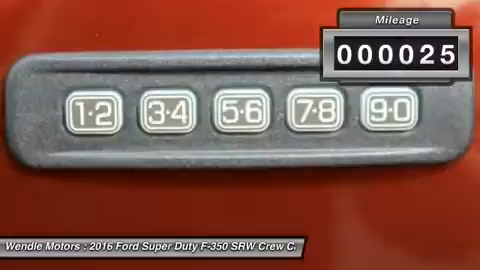 Mileage
000025
1·2 3·4 5·6 7·8 9·0
Wendle Motors : 2016 Ford Super Duty F-350 SRW Crew C.